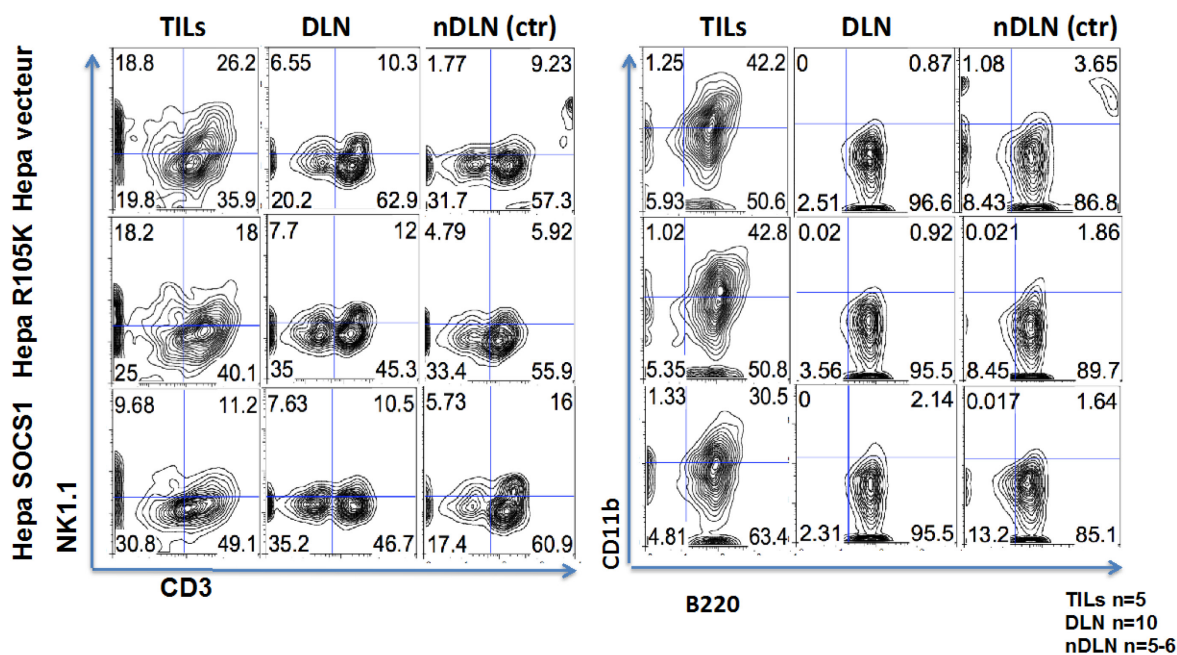 TILs DLN nDLN (ctr) TILs DLN nDLN (ctr)
Hepa vecteur
18.8 26.2 6.55 10.3 1.77 9.23 1.25 42.2 0 0.87 1.08 3.65
19.8 35.9 20.2 62.9 31.7 57.3 5.93 50.6 2.51 96.6 8.43 86.8
Hepa R105K
18.2 18 7.7 12 4.79 5.92 1.02 42.8 0.02 0.92 0.021 1.86
25 40.1 35 45.3 33.4 55.9 5.35 50.8 3.56 95.5 8.45 89.7
Hepa SOCS1
9.68 11.2 7.63 10.5 5.73 16 1.33 30.5 0 2.14 0.017 1.64
30.8 49.1 35.2 46.7 17.4 60.9 4.81 63.4 2.31 95.5 13.2 85.1
NK1.1
CD11b
CD3
B220
TILs n=5
DLN n=10
nDLN n=5-6